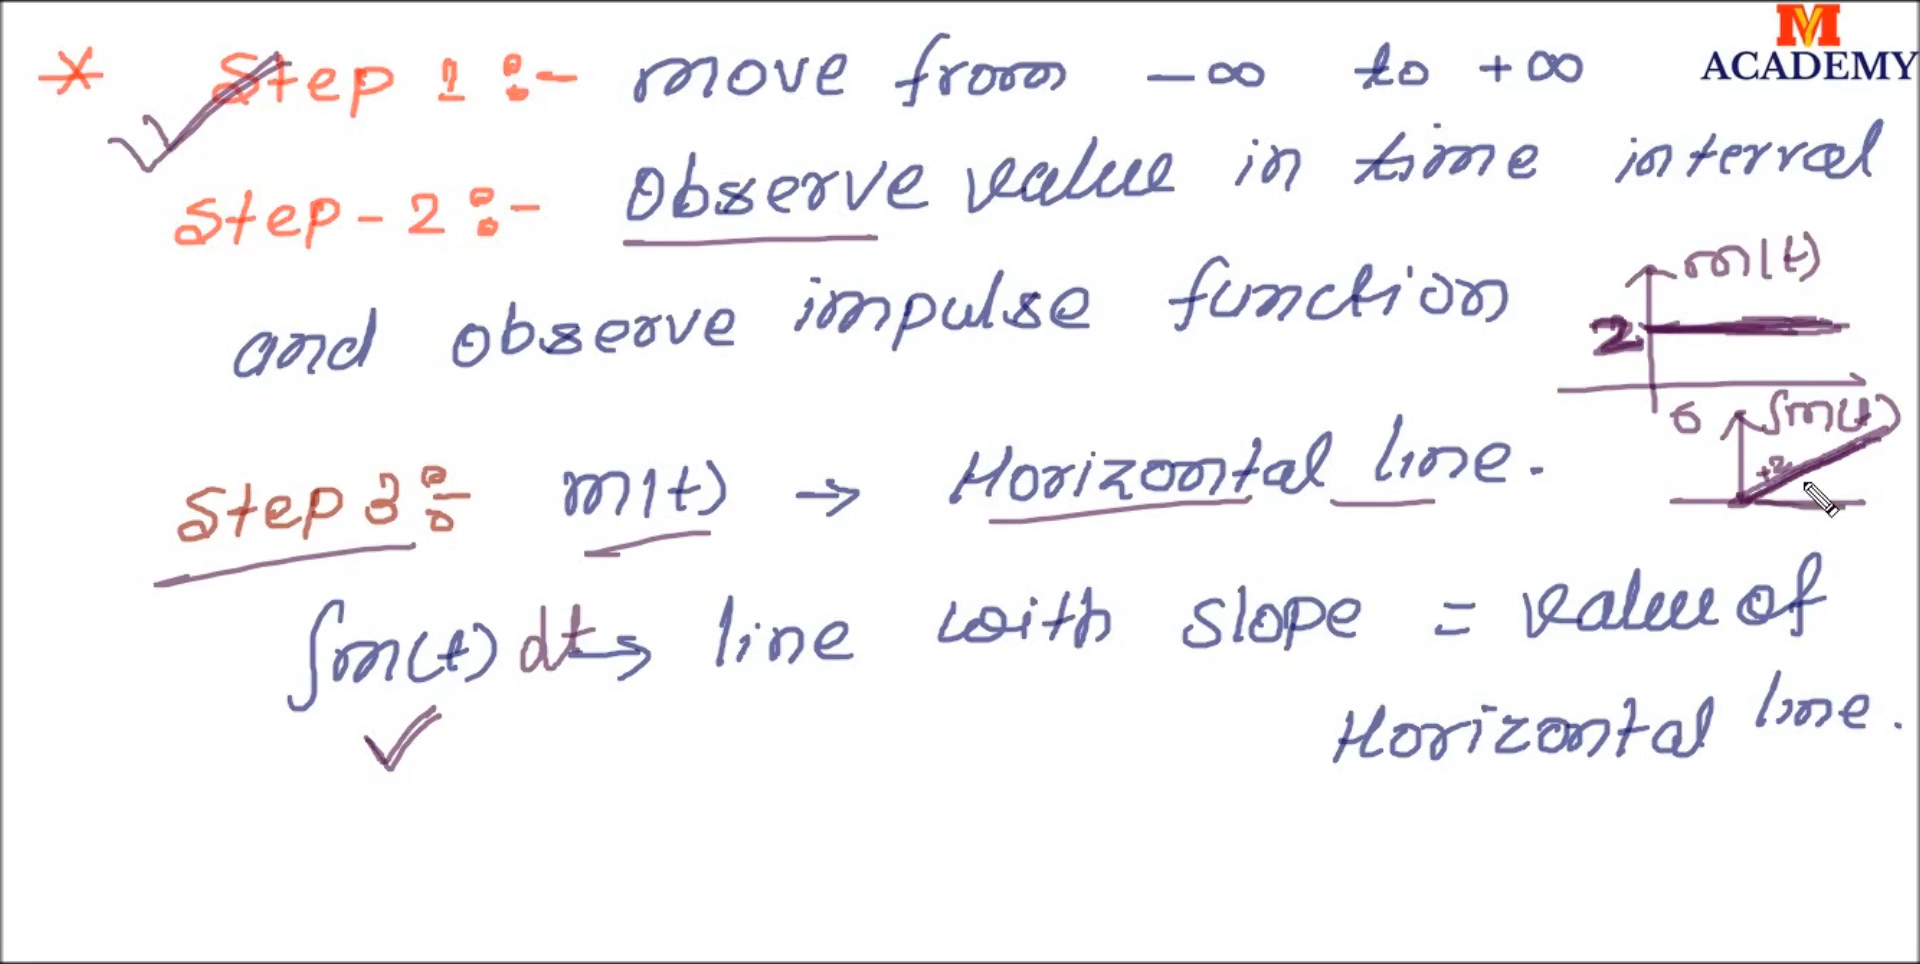 M
ACADEMY
* Step 1 :- move from -∞ to +∞
Step-2 :- Observe value in time interval
and observe impulse function
m(t)
2
0
∫m(t)
+2
Step 3 :- m(t) → Horizontal line.
∫m(t) dt → line with slope = value of
Horizontal line.